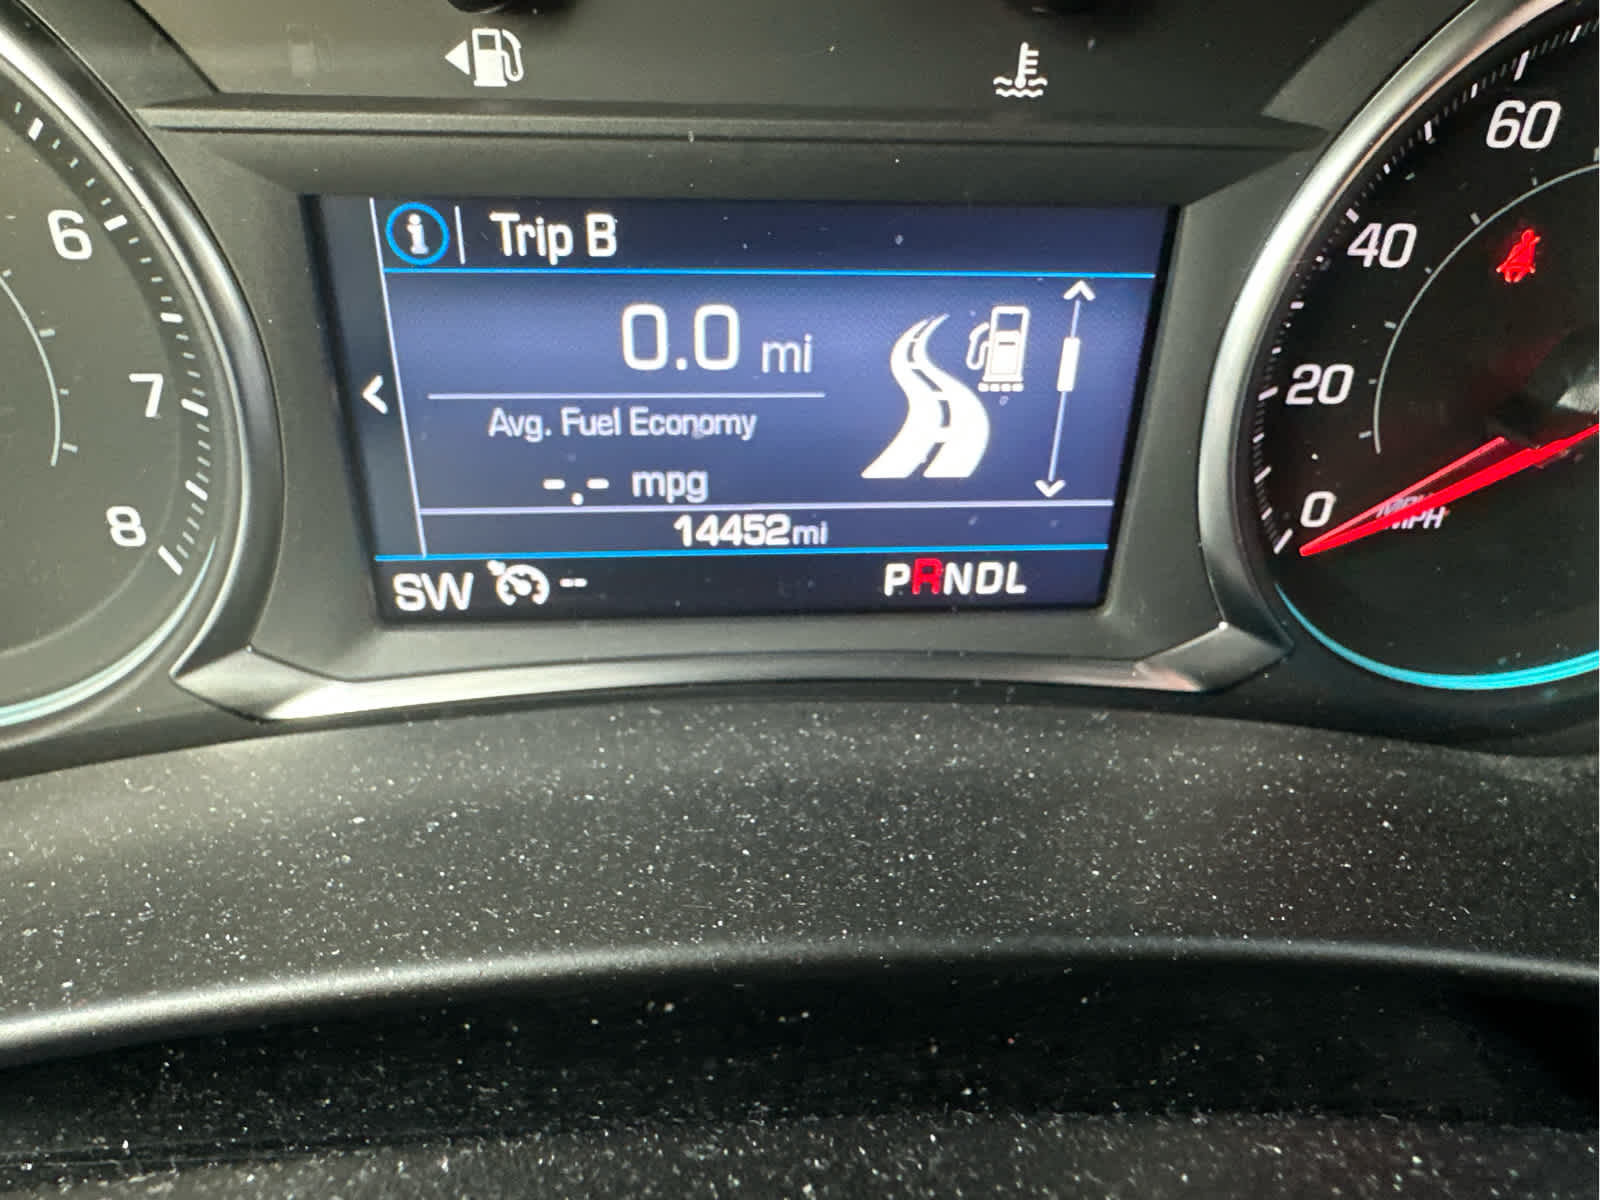 Trip B
0.0 mi
Avg. Fuel Economy
-.- mpg
14452mi
SW -- PRNDL
6
7
8
60
40
20
0
MPH